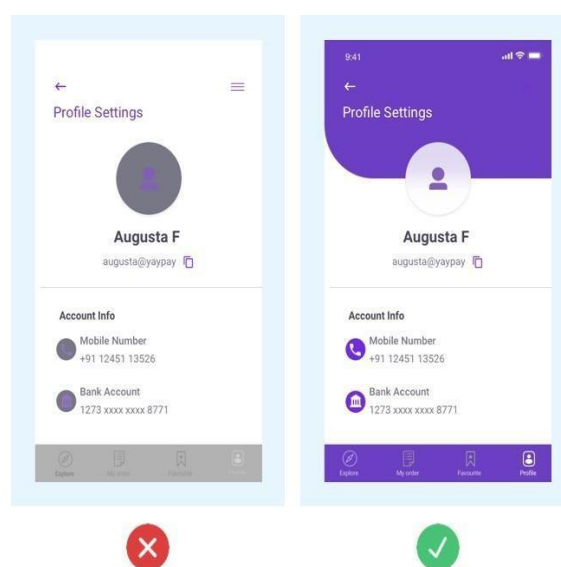 Profile Settings
Augusta F
augusta@yaypay
Account Info
Mobile Number
+91 12451 13526
Bank Account
1273 xxxx xxxx 8771
Explore My order Favourite Profile
9:41
Profile Settings
Augusta F
augusta@yaypay
Account Info
Mobile Number
+91 12451 13526
Bank Account
1273 xxxx xxxx 8771
Explore My order Favourite Profile